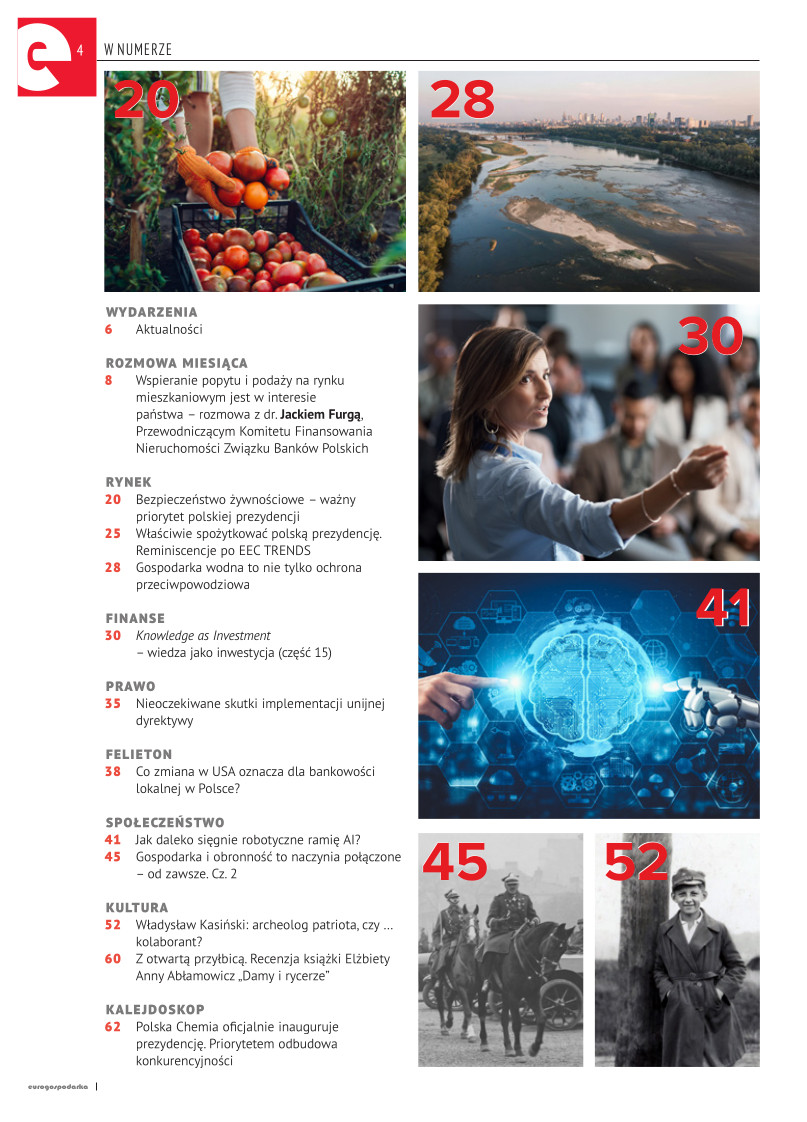 4
W NUMERZE
20
28
WYDARZENIA
6 Aktualności
ROZMOWA MIESIĄCA
8 Wspieranie popytu i podaży na rynku
mieszkaniowym jest w interesie
państwa – rozmowa z dr. Jackiem Furgą,
Przewodniczącym Komitetu Finansowania
Nieruchomości Związku Banków Polskich
RYNEK
20 Bezpieczeństwo żywnościowe – ważny
priorytet polskiej prezydencji
25 Właściwie spożytkować polską prezydencję.
Reminiscencje po EEC TRENDS
28 Gospodarka wodna to nie tylko ochrona
przeciwpowodziowa
FINANSE
30 Knowledge as Investment
– wiedza jako inwestycja (część 15)
PRAWO
35 Nieoczekiwane skutki implementacji unijnej
dyrektywy
FELIETON
38 Co zmiana w USA oznacza dla bankowości
lokalnej w Polsce?
SPOŁECZEŃSTWO
41 Jak daleko sięgnie robotyczne ramię AI?
45 Gospodarka i obronność to naczynia połączone
– od zawsze. Cz. 2
KULTURA
52 Władysław Kasiński: archeolog patriota, czy ...
kolaborant?
60 Z otwartą przyłbicą. Recenzja książki Elżbiety
Anny Abłamowicz „Damy i rycerze”
KALEJDOSKOP
62 Polska Chemia oficjalnie inauguruje
prezydencję. Priorytetem odbudowa
konkurencyjności
30
41
45
52
eurogospodarka